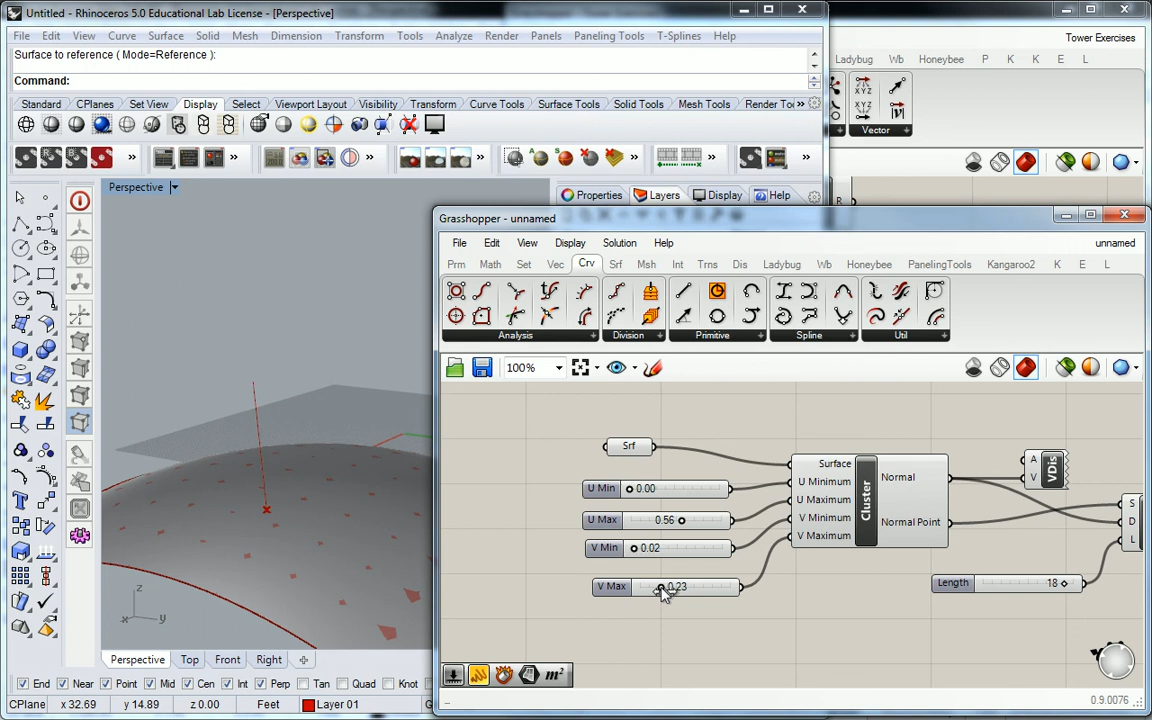 Untitled - Rhinoceros 5.0 Educational Lab License - [Perspective]
File Edit View Curve Surface Solid Mesh Dimension Transform Tools Analyze Render Panels Paneling Tools T-Splines Help
Surface to reference ( Mode=Reference ):
Command:
Standard CPlanes Set View Display Select Viewport Layout Visibility Transform Curve Tools Surface Tools Solid Tools Mesh Tools Render Too
Perspective
Properties Layers Display Help
Tower Exercises
Ladybug Wb Honeybee P K K E L
Vector
R
Grasshopper - unnamed
File Edit View Display Solution Help unnamed
Prm Math Set Vec Crv Srf Msh Int Trns Dis Ladybug Wb Honeybee PanelingTools Kangaroo2 K E L
Analysis Division Primitive Spline Util
100%
Srf
U Min 0.00
U Max 0.56
V Min 0.02
V Max 0.23
Surface
U Minimum
U Maximum
V Minimum
V Maximum
Cluster
Normal
Normal Point
A
V
VDis
S
D
L
Length 18
m²
0.9.0076
z
x
y
Perspective Top Front Right
End Near Point Mid Cen Int Perp Tan Quad Knot
CPlane x 32.69 y 14.89 z 0.00 Feet Layer 01 G